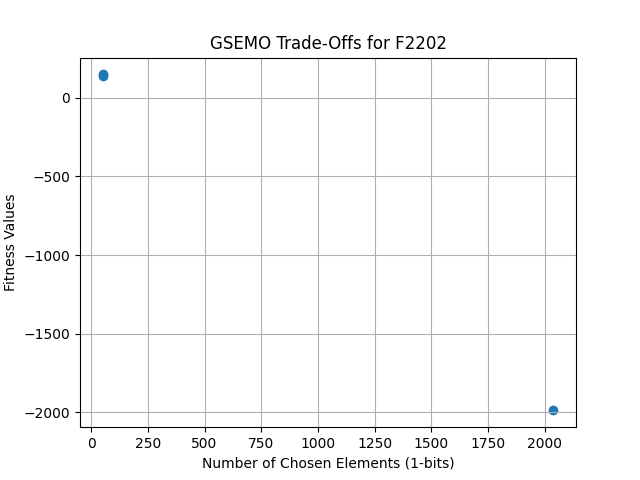 GSEMO Trade-Offs for F2202
Fitness Values
0
−500
−1000
−1500
−2000
0 250 500 750 1000 1250 1500 1750 2000
Number of Chosen Elements (1-bits)